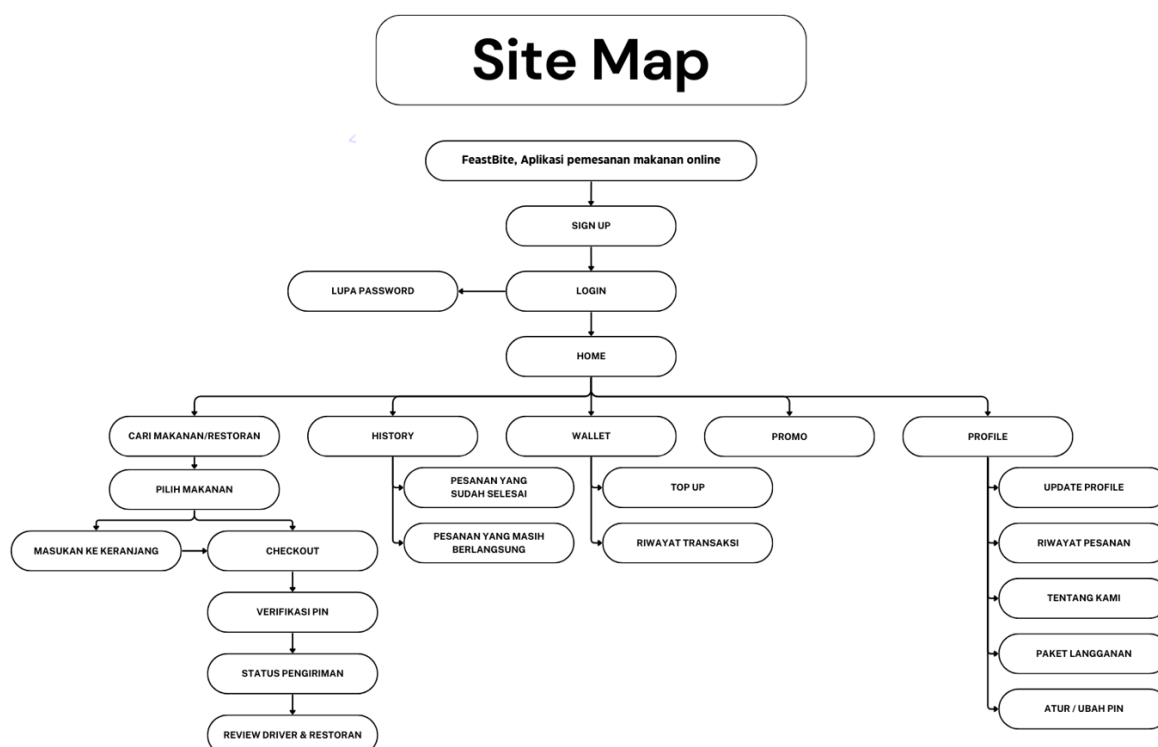 Site Map
FeastBite, Aplikasi pemesanan makanan online
SIGN UP
LUPA PASSWORD
LOGIN
HOME
CARI MAKANAN/RESTORAN
HISTORY
WALLET
PROMO
PROFILE
PILIH MAKANAN
PESANAN YANG
SUDAH SELESAI
TOP UP
UPDATE PROFILE
MASUKAN KE KERANJANG
CHECKOUT
PESANAN YANG MASIH
BERLANGSUNG
RIWAYAT TRANSAKSI
RIWAYAT PESANAN
VERIFIKASI PIN
TENTANG KAMI
STATUS PENGIRIMAN
PAKET LANGGANAN
REVIEW DRIVER & RESTORAN
ATUR / UBAH PIN